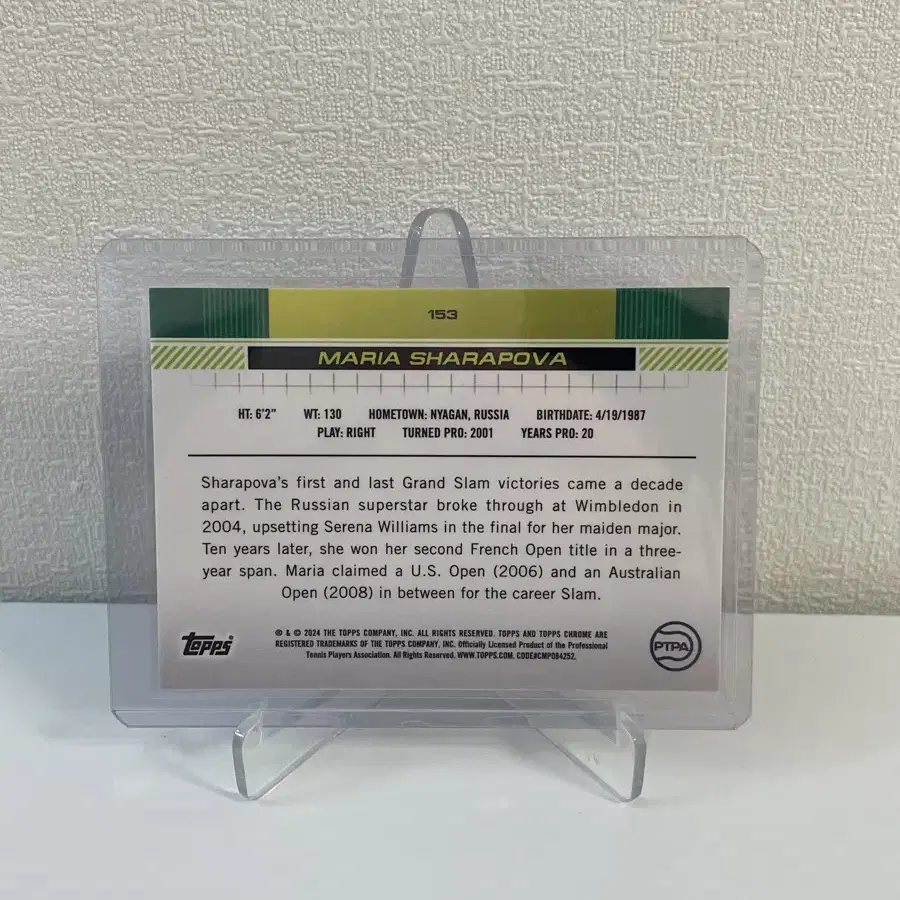 153
MARIA SHARAPOVA
HT: 6'2" WT: 130 HOMETOWN: NYAGAN, RUSSIA BIRTHDATE: 4/19/1987
PLAY: RIGHT TURNED PRO: 2001 YEARS PRO: 20
Sharapova's first and last Grand Slam victories came a decade
apart. The Russian superstar broke through at Wimbledon in
2004, upsetting Serena Williams in the final for her maiden major.
Ten years later, she won her second French Open title in a three-
year span. Maria claimed a U.S. Open (2006) and an Australian
Open (2008) in between for the career Slam.
Topps®
® & © 2024 THE TOPPS COMPANY, INC. ALL RIGHTS RESERVED. TOPPS AND TOPPS CHROME ARE
REGISTERED TRADEMARKS OF THE TOPPS COMPANY, INC. Officially Licensed Product of the Professional
Tennis Players Association. All Rights Reserved. WWW.TOPPS.COM. CODE#CMP084252.
PTPA